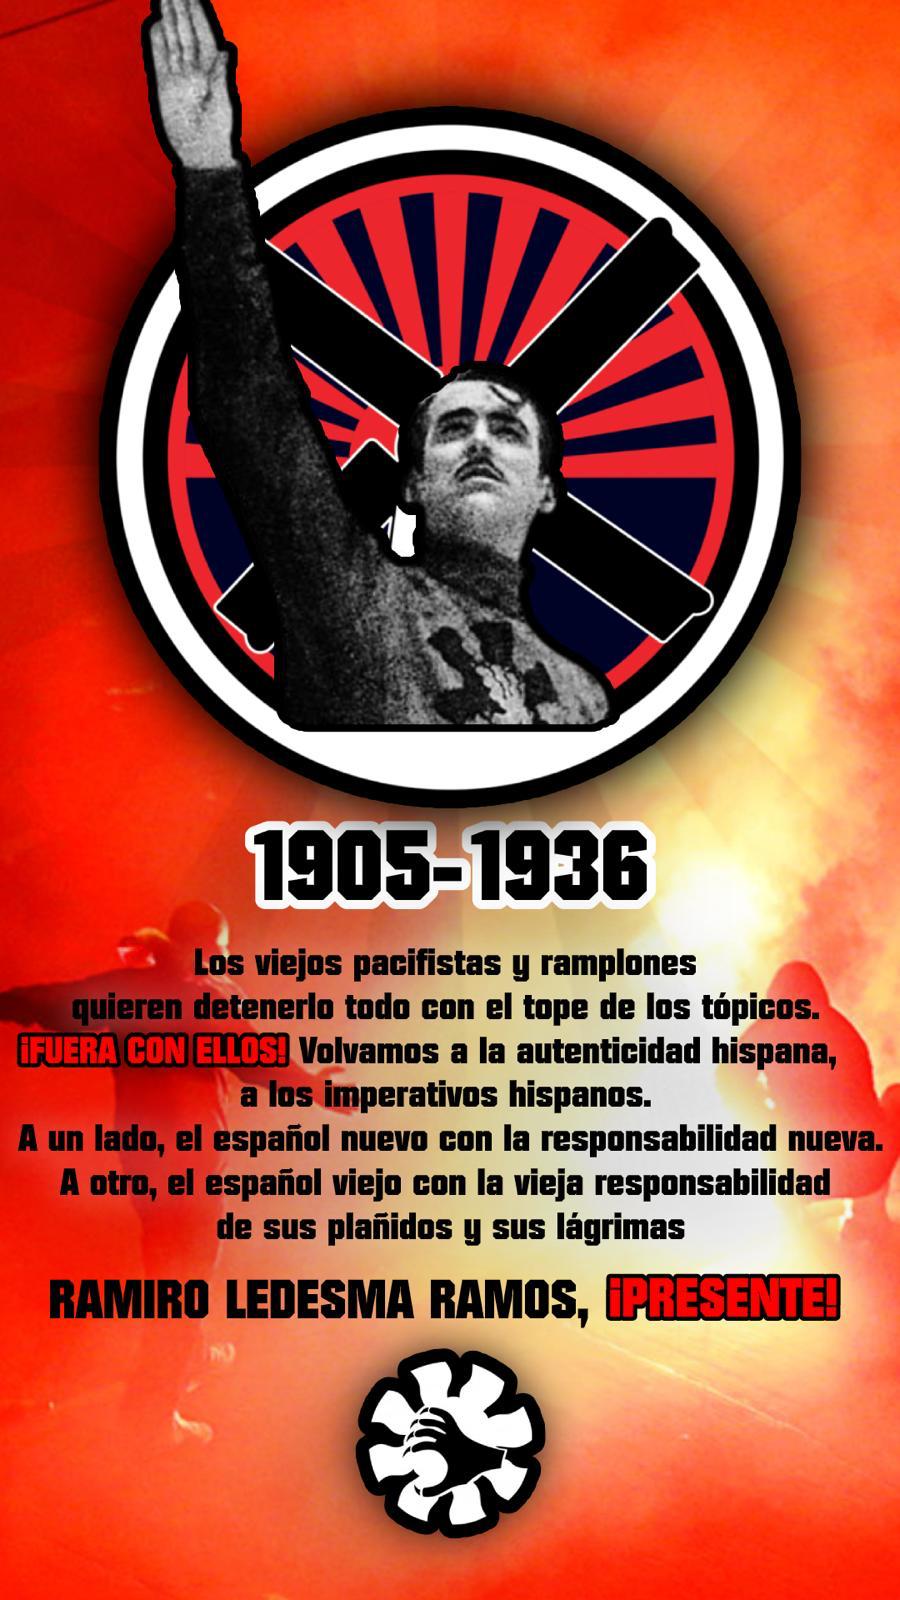 1905-1936
Los viejos pacifistas y ramplones
quieren detenerlo todo con el tope de los tópicos.
¡FUERA CON ELLOS! Volvamos a la autenticidad hispana,
a los imperativos hispanos.
A un lado, el español nuevo con la responsabilidad nueva.
A otro, el español viejo con la vieja responsabilidad
de sus plañidos y sus lágrimas
RAMIRO LEDESMA RAMOS, ¡PRESENTE!